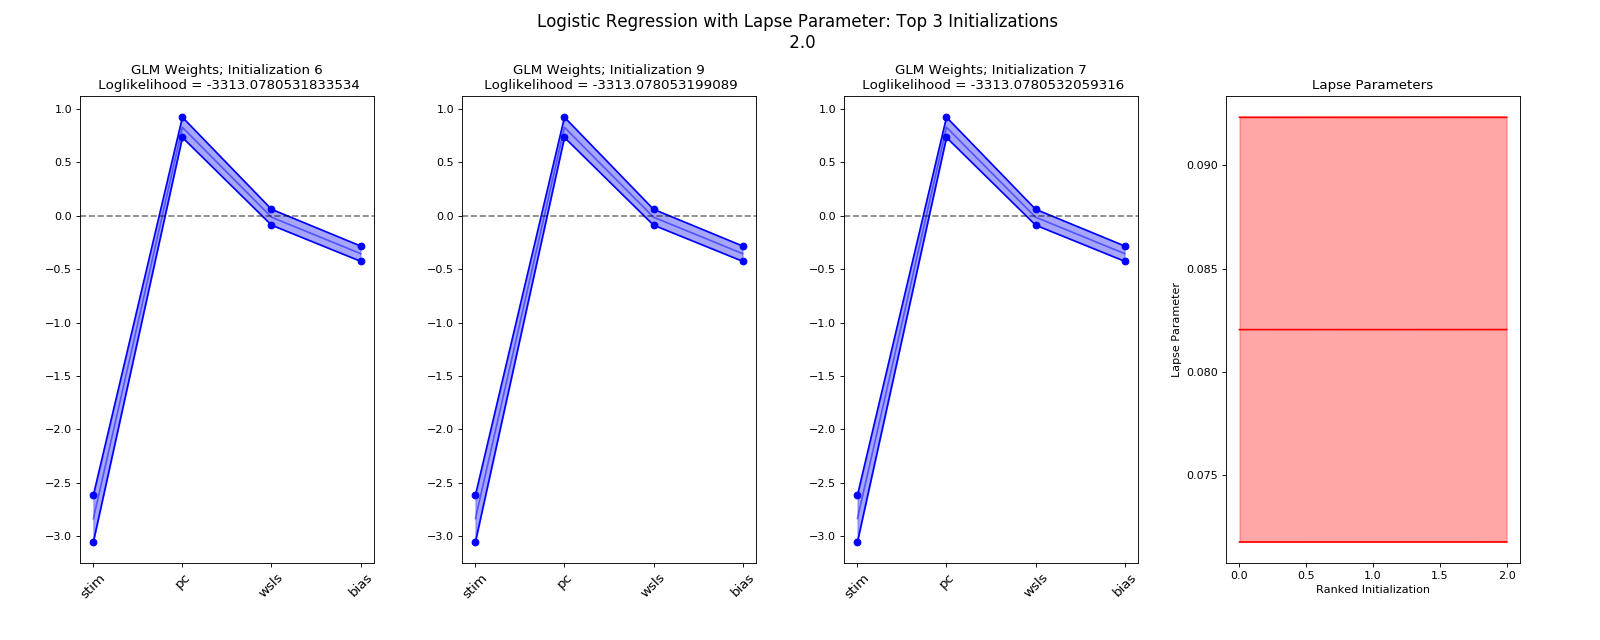 Logistic Regression with Lapse Parameter: Top 3 Initializations
2.0
GLM Weights; Initialization 6
Loglikelihood = -3313.0780531833534
1.0
0.5
0.0
−0.5
−1.0
−1.5
−2.0
−2.5
−3.0
stim
pc
wsls
bias
GLM Weights; Initialization 9
Loglikelihood = -3313.078053199089
1.0
0.5
0.0
−0.5
−1.0
−1.5
−2.0
−2.5
−3.0
stim
pc
wsls
bias
GLM Weights; Initialization 7
Loglikelihood = -3313.0780532059316
1.0
0.5
0.0
−0.5
−1.0
−1.5
−2.0
−2.5
−3.0
stim
pc
wsls
bias
Lapse Parameters
Lapse Parameter
0.090
0.085
0.080
0.075
0.0
0.5
1.0
1.5
2.0
Ranked Initialization